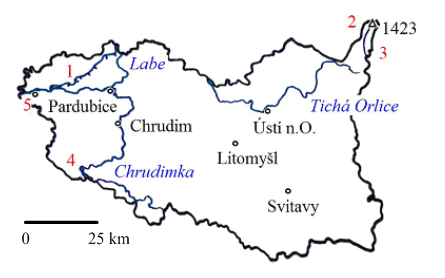 2
1423
3
1
Labe
5
Pardubice
Tichá Orlice
Chrudim
Ústí n.O.
Litomyšl
4
Chrudimka
Svitavy
0 25 km